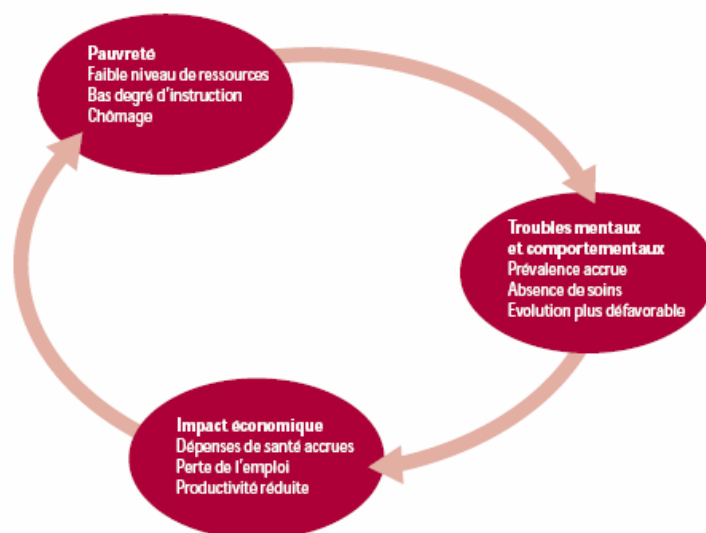 Pauvreté
Faible niveau de ressources
Bas degré d'instruction
Chômage
Troubles mentaux
et comportementaux
Prévalence accrue
Absence de soins
Evolution plus défavorable
Impact économique
Dépenses de santé accrues
Perte de l'emploi
Productivité réduite